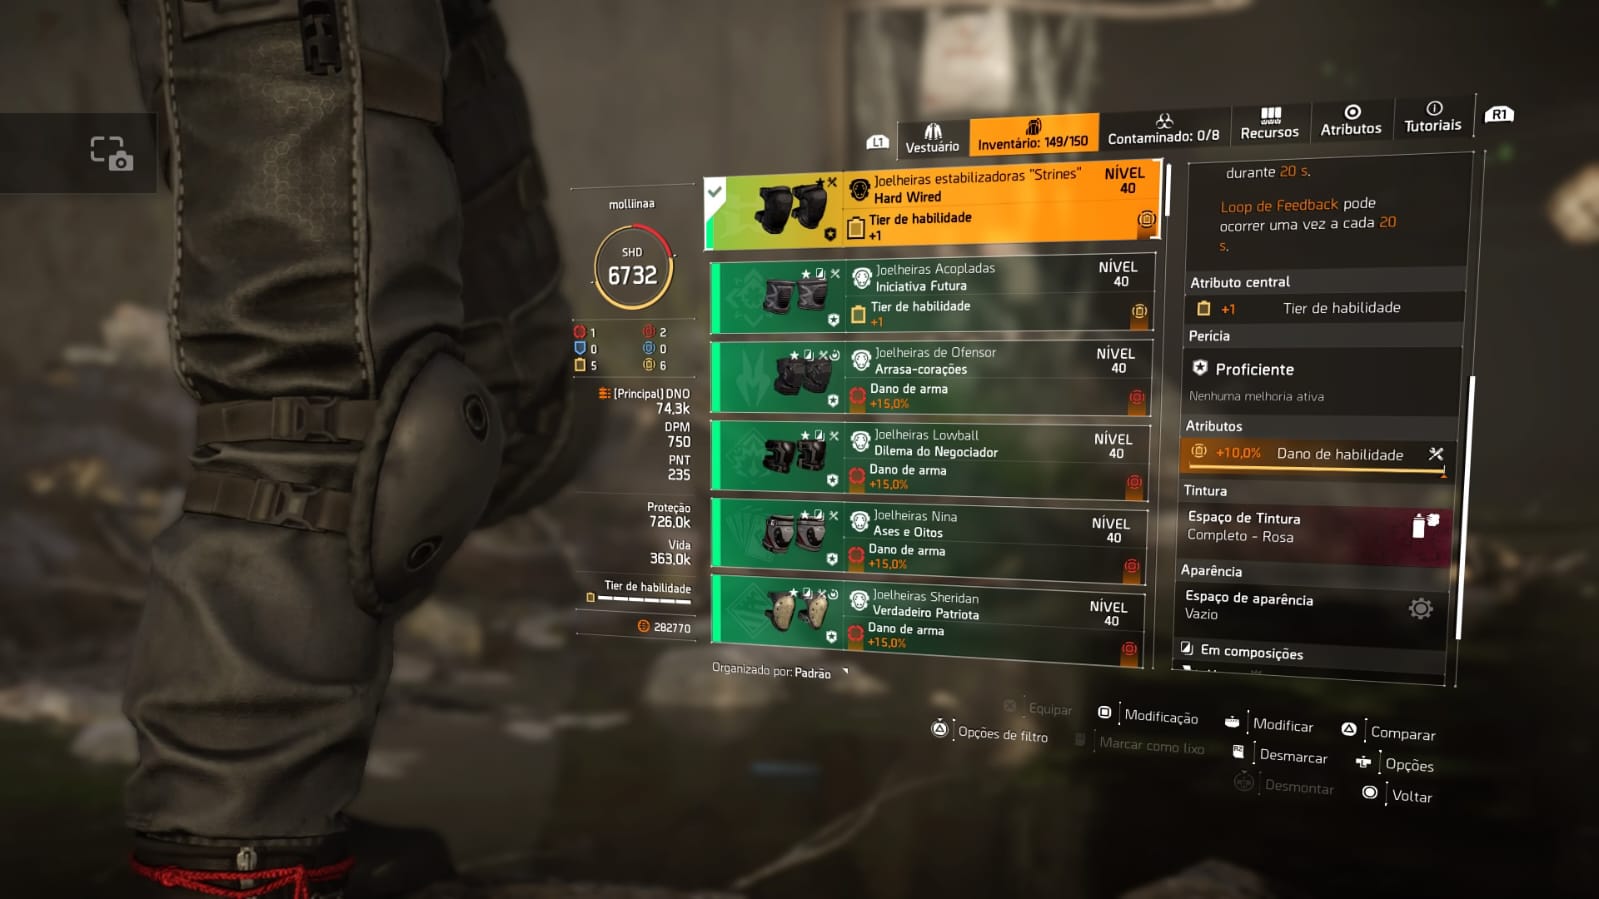 L1
Vestuário
Inventário: 149/150
Contaminado: 0/8
Recursos
Atributos
Tutoriais
R1
molliinaa
SHD
6732
1
2
0
0
5
6
[Principal] DNO
74,3k
DPM
750
PNT
235
Proteção
726,0k
Vida
363,0k
Tier de habilidade
282770
Joelheiras estabilizadoras "Strines"
Hard Wired
NÍVEL
40
Tier de habilidade
+1
Joelheiras Acopladas
Iniciativa Futura
NÍVEL
40
Tier de habilidade
+1
Joelheiras de Ofensor
Arrasa-corações
NÍVEL
40
Dano de arma
+15,0%
Joelheiras Lowball
Dilema do Negociador
NÍVEL
40
Dano de arma
+15,0%
Joelheiras Nina
Ases e Oitos
NÍVEL
40
Dano de arma
+15,0%
Joelheiras Sheridan
Verdadeiro Patriota
NÍVEL
40
Dano de arma
+15,0%
Organizado por: Padrão
durante 20 s.
Loop de Feedback pode
ocorrer uma vez a cada 20
s.
Atributo central
+1 Tier de habilidade
Perícia
Proficiente
Nenhuma melhoria ativa
Atributos
+10,0% Dano de habilidade
Tintura
Espaço de Tintura
Completo - Rosa
Aparência
Espaço de aparência
Vazio
Em composições
Equipar
Modificação
Modificar
Comparar
Opções de filtro
Marcar como lixo
R2
Desmarcar
Opções
Desmontar
Voltar